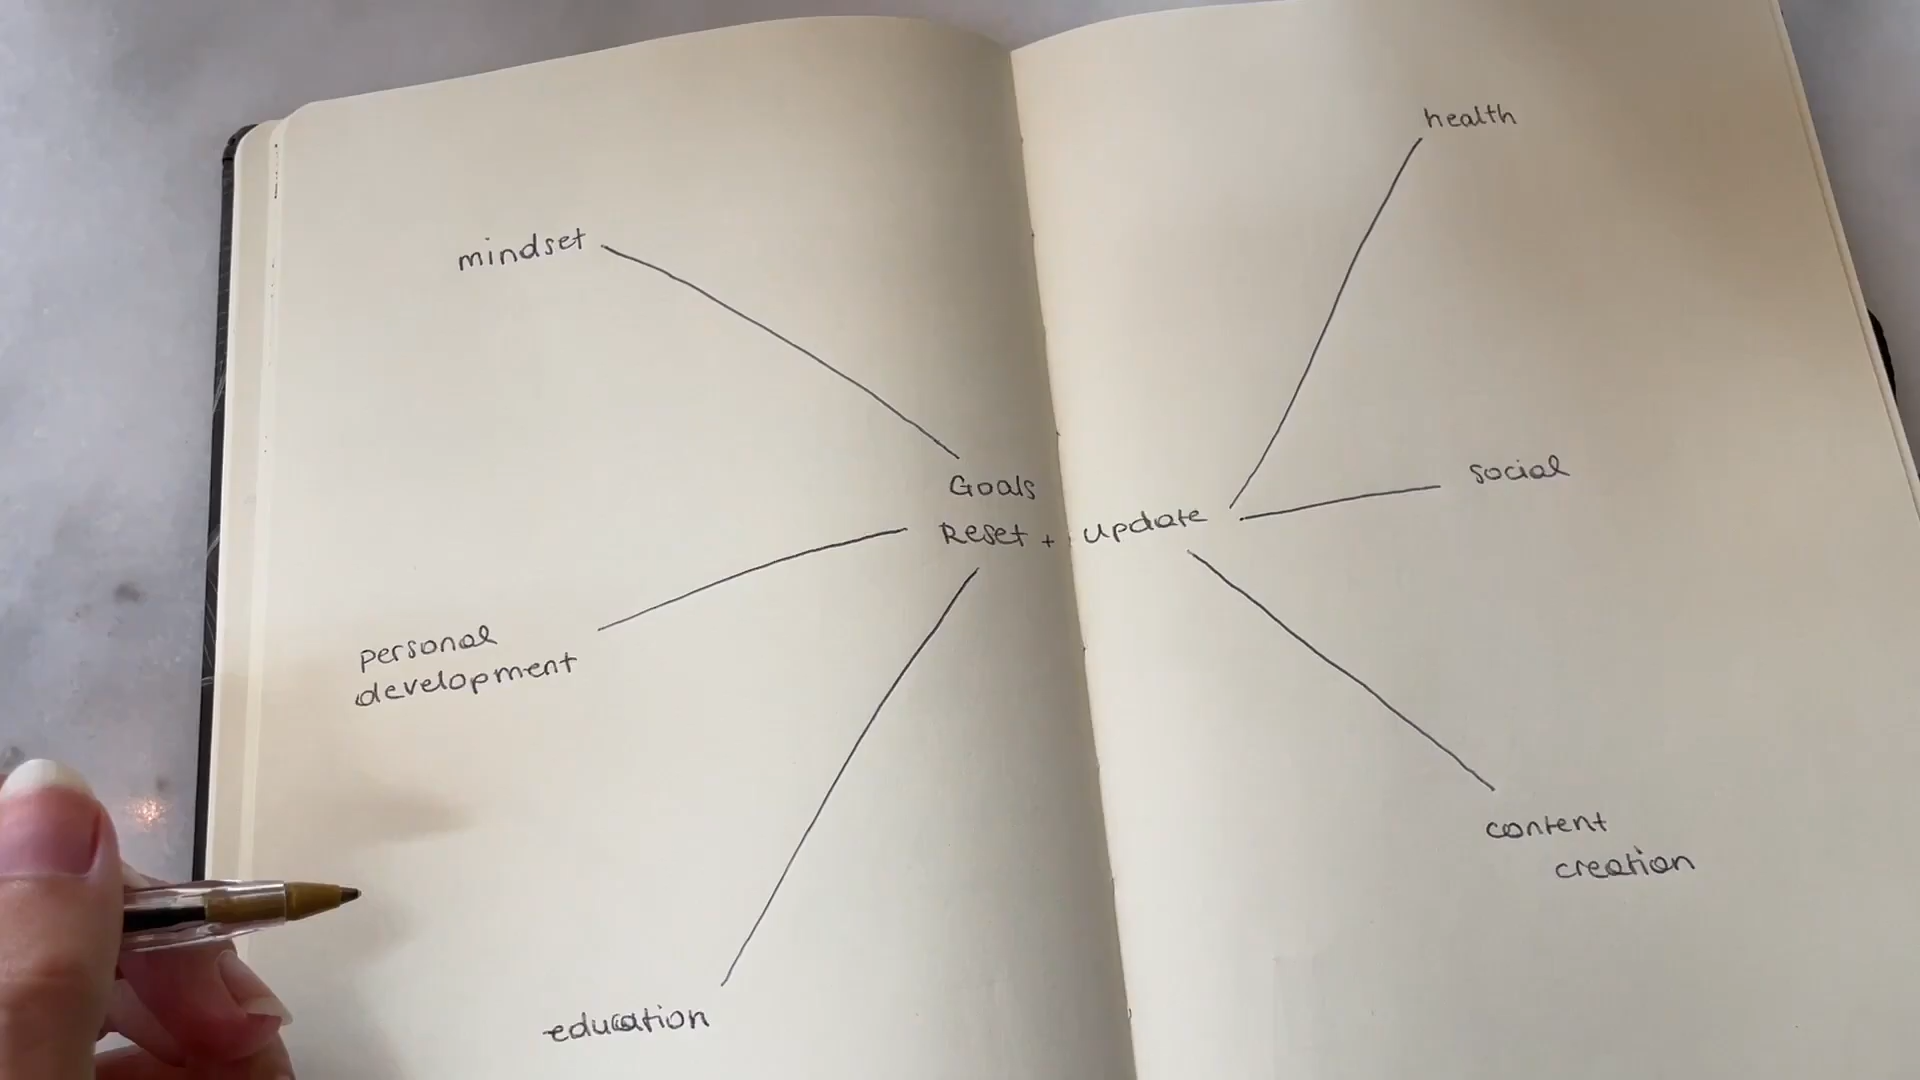 health
mindset
social
Goals
Reset + update
personal
development
content
creation
education